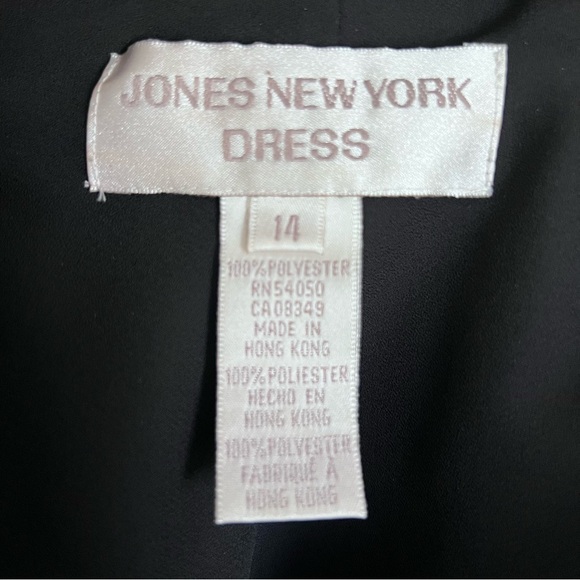 JONES NEW YORK
DRESS
14
100% POLYESTER
RN54050
CA08349
MADE IN
HONG KONG
100% POLIESTER
HECHO EN
HONG KONG
100% POLYESTER
FABRIQUÉ À
HONG KONG